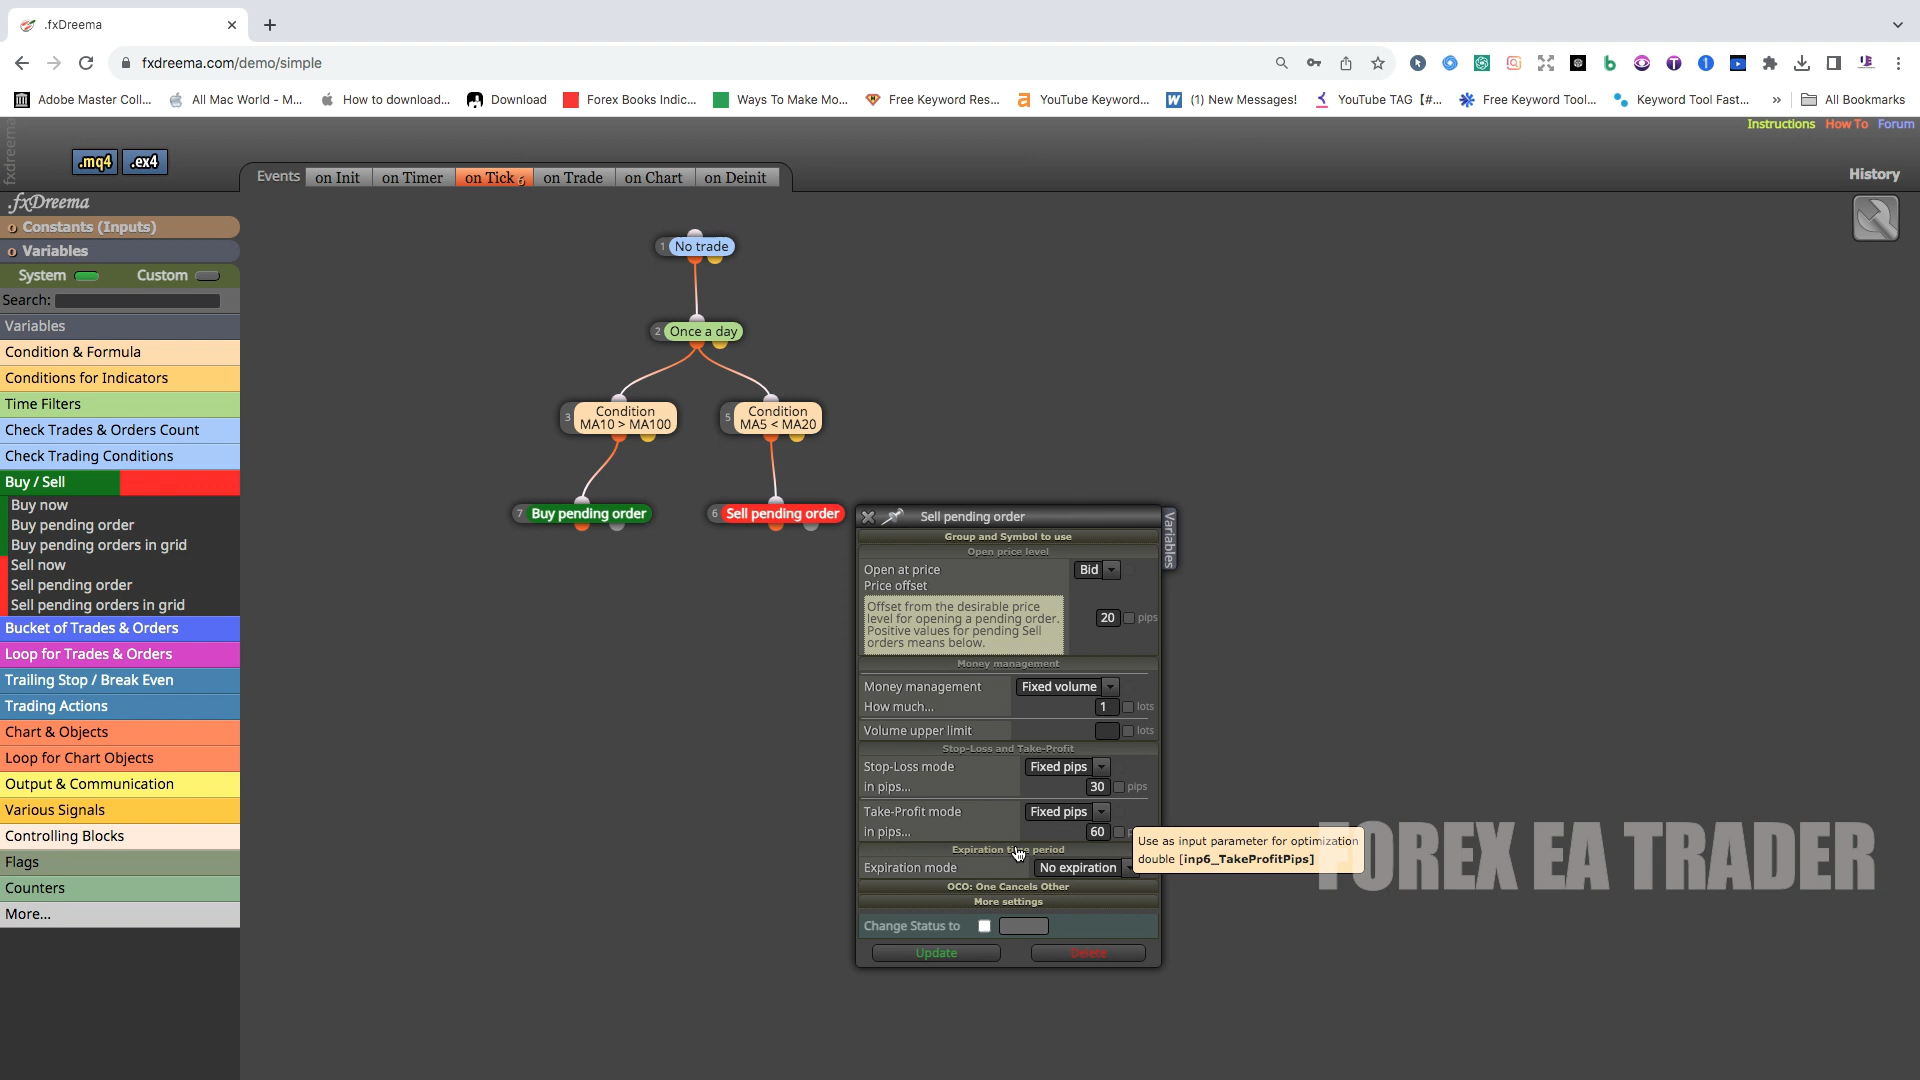 .fxDreema
fxdreema.com/demo/simple
Adobe Master Coll...
All Mac World - M...
How to download...
Download
Forex Books Indic...
Ways To Make Mo...
Free Keyword Res...
YouTube Keyword...
(1) New Messages!
YouTube TAG【#...
Free Keyword Tool...
Keyword Tool Fast...
»
All Bookmarks
Instructions
How To
Forum
fxdreema
.mq4
.ex4
Events
on Init
on Timer
on Tick 6
on Trade
on Chart
on Deinit
History
.fxDreema
o Constants (Inputs)
o Variables
System
Custom
Search:
Variables
Condition & Formula
Conditions for Indicators
Time Filters
Check Trades & Orders Count
Check Trading Conditions
Buy / Sell
Buy now
Buy pending order
Buy pending orders in grid
Sell now
Sell pending order
Sell pending orders in grid
Bucket of Trades & Orders
Loop for Trades & Orders
Trailing Stop / Break Even
Trading Actions
Chart & Objects
Loop for Chart Objects
Output & Communication
Various Signals
Controlling Blocks
Flags
Counters
More...
1 No trade
2 Once a day
3 Condition
MA10 > MA100
5 Condition
MA5 < MA20
7 Buy pending order
6 Sell pending order
Sell pending order
Variables
Group and Symbol to use
Open price level
Open at price
Bid
Price offset
Offset from the desirable price
level for opening a pending order.
Positive values for pending Sell
orders means below.
20 pips
Money management
Money management
Fixed volume
How much...
1 lots
Volume upper limit
lots
Stop-Loss and Take-Profit
Stop-Loss mode
Fixed pips
in pips...
30 pips
Take-Profit mode
Fixed pips
in pips...
60
Use as input parameter for optimization
double [inp6_TakeProfitPips]
Expiration time period
Expiration mode
No expiration
OCO: One Cancels Other
More settings
Change Status to
Update
Delete
FOREX EA TRADER